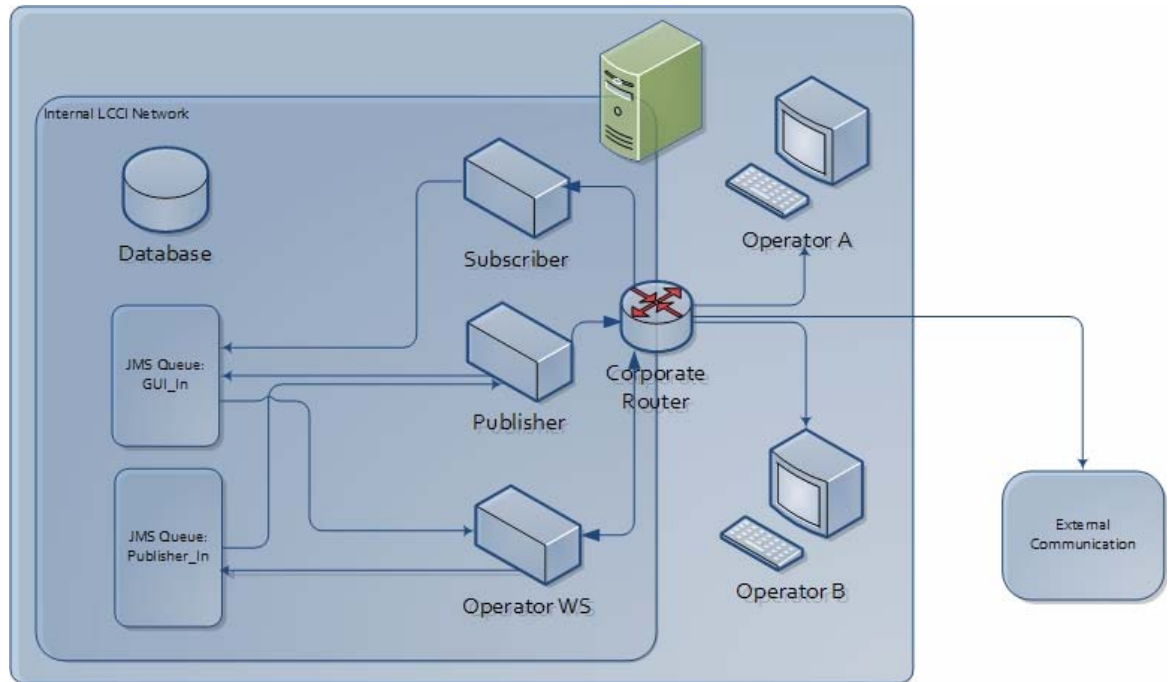 Internal LCCI Network
Database
Subscriber
Operator A
JMS Queue:
GUI_In
Publisher
Corporate
Router
JMS Queue:
Publisher_In
Operator WS
Operator B
External
Communication